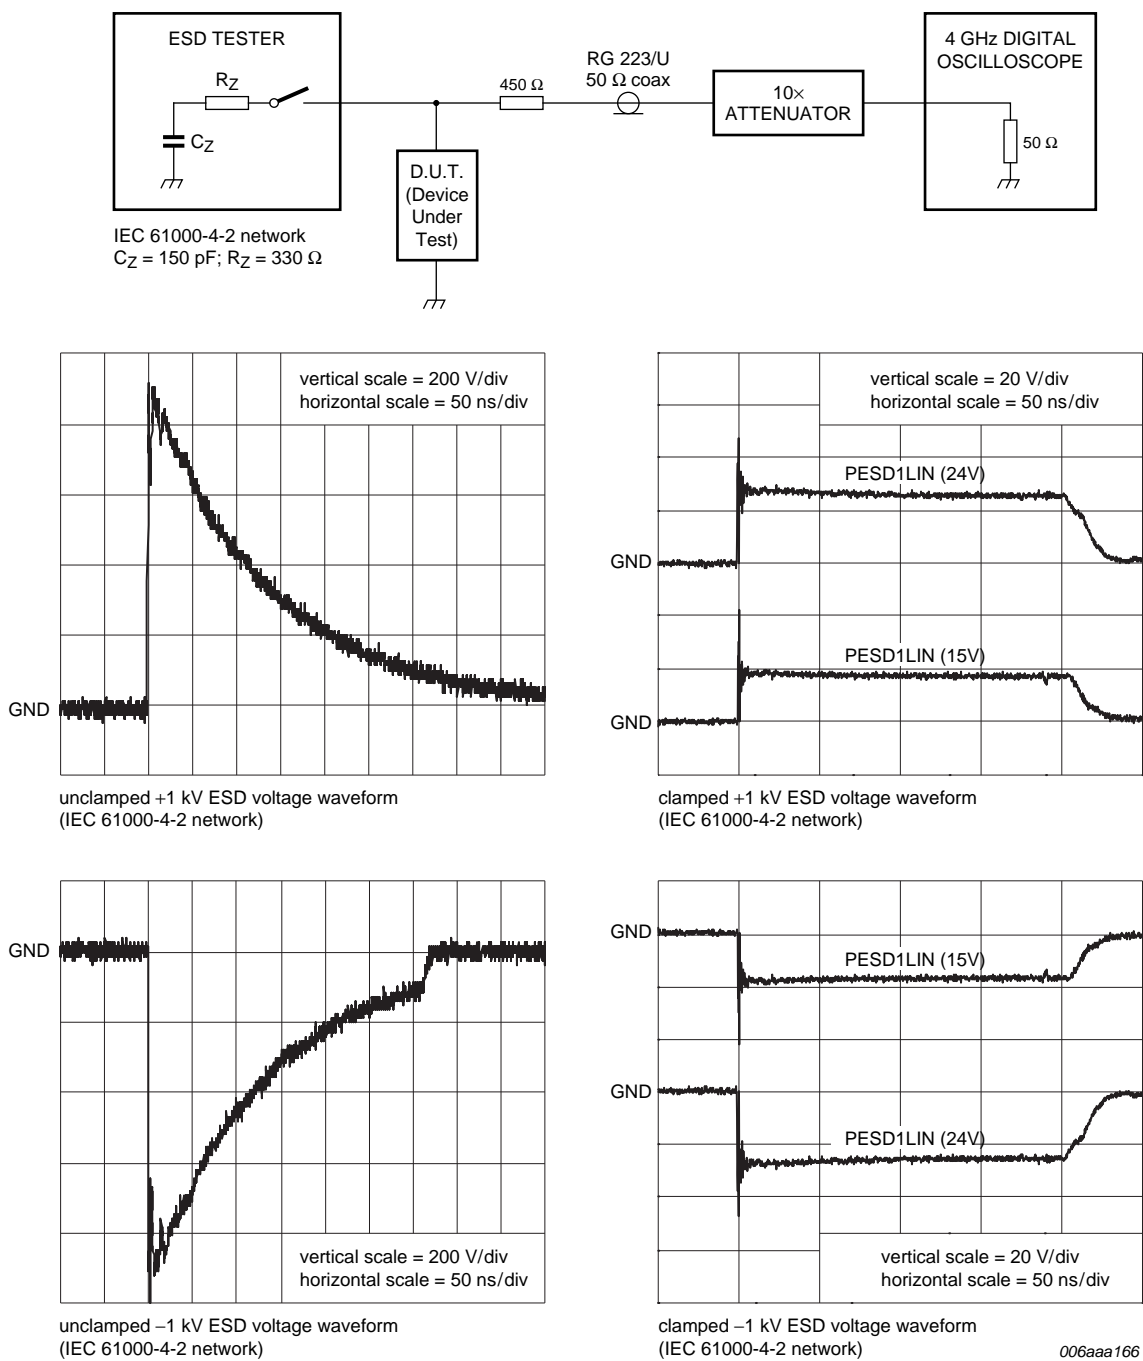 ESD TESTER
RZ
CZ
IEC 61000-4-2 network
CZ = 150 pF; RZ = 330 Ω
D.U.T.
(Device
Under
Test)
450 Ω
RG 223/U
50 Ω coax
10×
ATTENUATOR
4 GHz DIGITAL
OSCILLOSCOPE
50 Ω
vertical scale = 200 V/div
horizontal scale = 50 ns/div
GND
unclamped +1 kV ESD voltage waveform
(IEC 61000-4-2 network)
vertical scale = 20 V/div
horizontal scale = 50 ns/div
PESD1LIN (24V)
GND
PESD1LIN (15V)
GND
clamped +1 kV ESD voltage waveform
(IEC 61000-4-2 network)
GND
vertical scale = 200 V/div
horizontal scale = 50 ns/div
unclamped −1 kV ESD voltage waveform
(IEC 61000-4-2 network)
GND
PESD1LIN (15V)
GND
PESD1LIN (24V)
vertical scale = 20 V/div
horizontal scale = 50 ns/div
clamped −1 kV ESD voltage waveform
(IEC 61000-4-2 network)
006aaa166